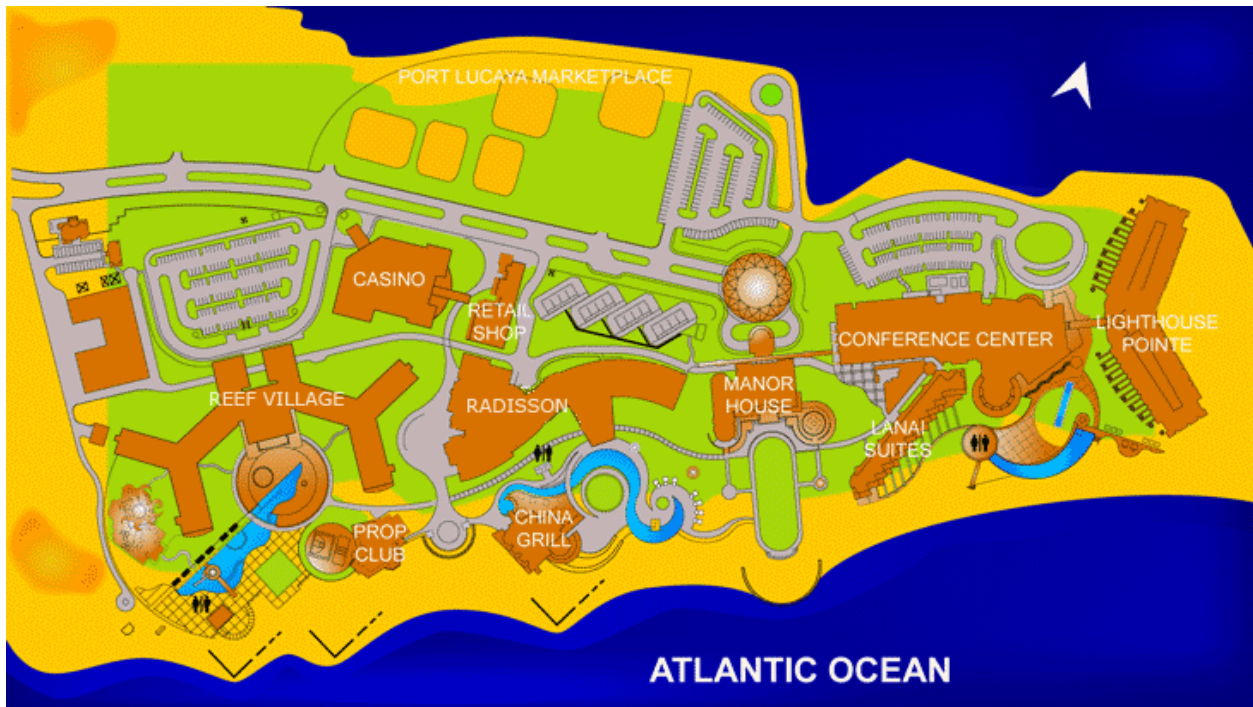 PORT LUCAYA MARKETPLACE
CASINO
RETAIL
SHOP
CONFERENCE CENTER
LIGHTHOUSE
POINTE
REEF VILLAGE
RADISSON
MANOR
HOUSE
LANAI
SUITES
PROP
CLUB
CHINA
GRILL
ATLANTIC OCEAN